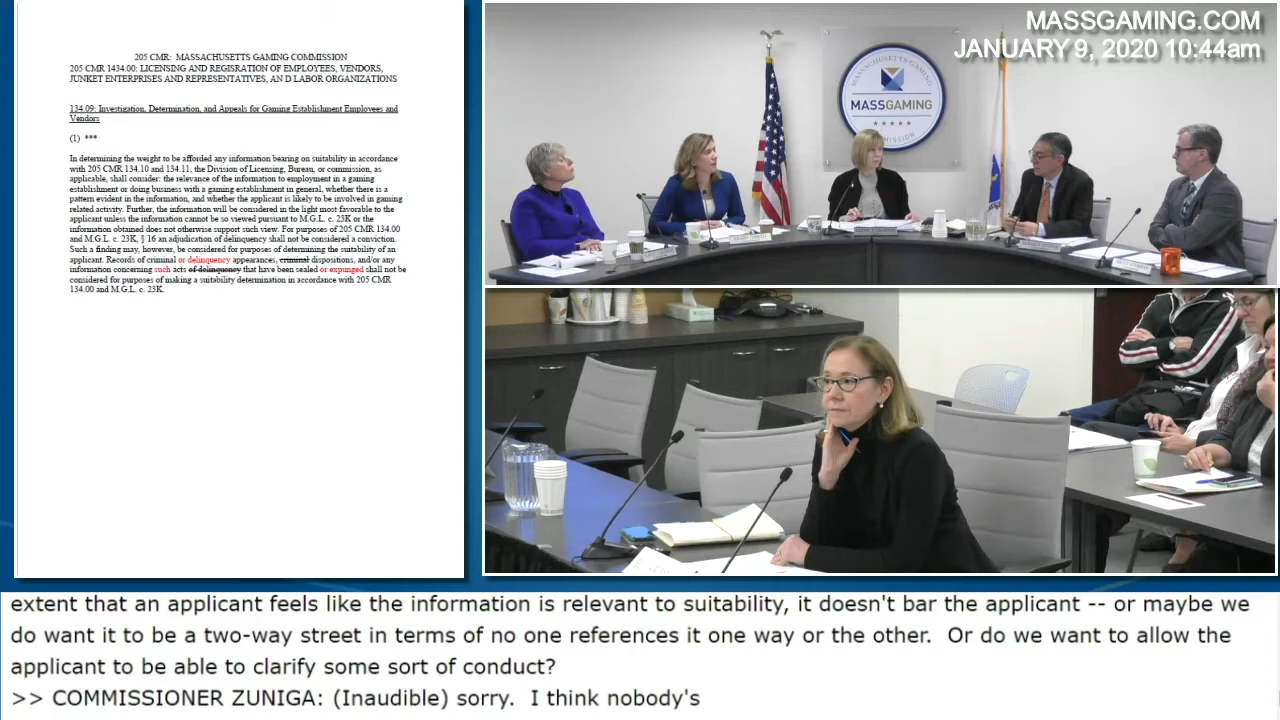 205 CMR: MASSACHUSETTS GAMING COMMISSION
205 CMR 1434.00: LICENSING AND REGISRATION OF EMPLOYEES, VENDORS,
JUNKET ENTERPRISES AND REPRESENTATIVES, AN D LABOR ORGANIZATIONS
134.09: Investigation, Determination, and Appeals for Gaming Establishment Employees and
Vendors
(1) ***
In determining the weight to be afforded any information bearing on suitability in accordance
with 205 CMR 134.10 and 134.11, the Division of Licensing, Bureau, or commission, as
applicable, shall consider: the relevance of the information to employment in a gaming
establishment or doing business with a gaming establishment in general, whether there is a
pattern evident in the information, and whether the applicant is likely to be involved in gaming
related activity. Further, the information will be considered in the light most favorable to the
applicant unless the information cannot be so viewed pursuant to M.G.L. c. 23K or the
information obtained does not otherwise support such view. For purposes of 205 CMR 134.00
and M.G.L. c. 23K, § 16 an adjudication of delinquency shall not be considered a conviction.
Such a finding may, however, be considered for purposes of determining the suitability of an
applicant. Records of criminal or delinquency appearances, criminal dispositions, and/or any
information concerning such acts of delinquency that have been sealed or expunged shall not be
considered for purposes of making a suitability determination in accordance with 205 CMR
134.00 and M.G.L. c. 23K.
MASSGAMING.COM
JANUARY 9, 2020 10:44am
MASSACHUSETTS GAMING
MASSGAMING
extent that an applicant feels like the information is relevant to suitability, it doesn't bar the applicant -- or maybe we
do want it to be a two-way street in terms of no one references it one way or the other. Or do we want to allow the
applicant to be able to clarify some sort of conduct?
>> COMMISSIONER ZUNIGA: (Inaudible) sorry. I think nobody's